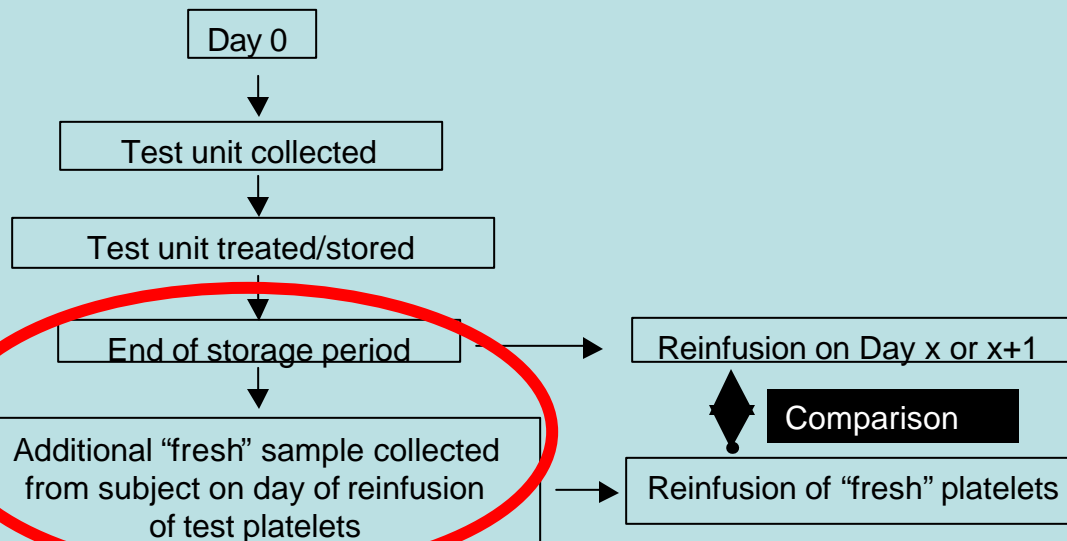 Day 0
Test unit collected
Test unit treated/stored
End of storage period
Reinfusion on Day x or x+1
Comparison
Additional “fresh” sample collected
from subject on day of reinfusion
of test platelets
Reinfusion of “fresh” platelets